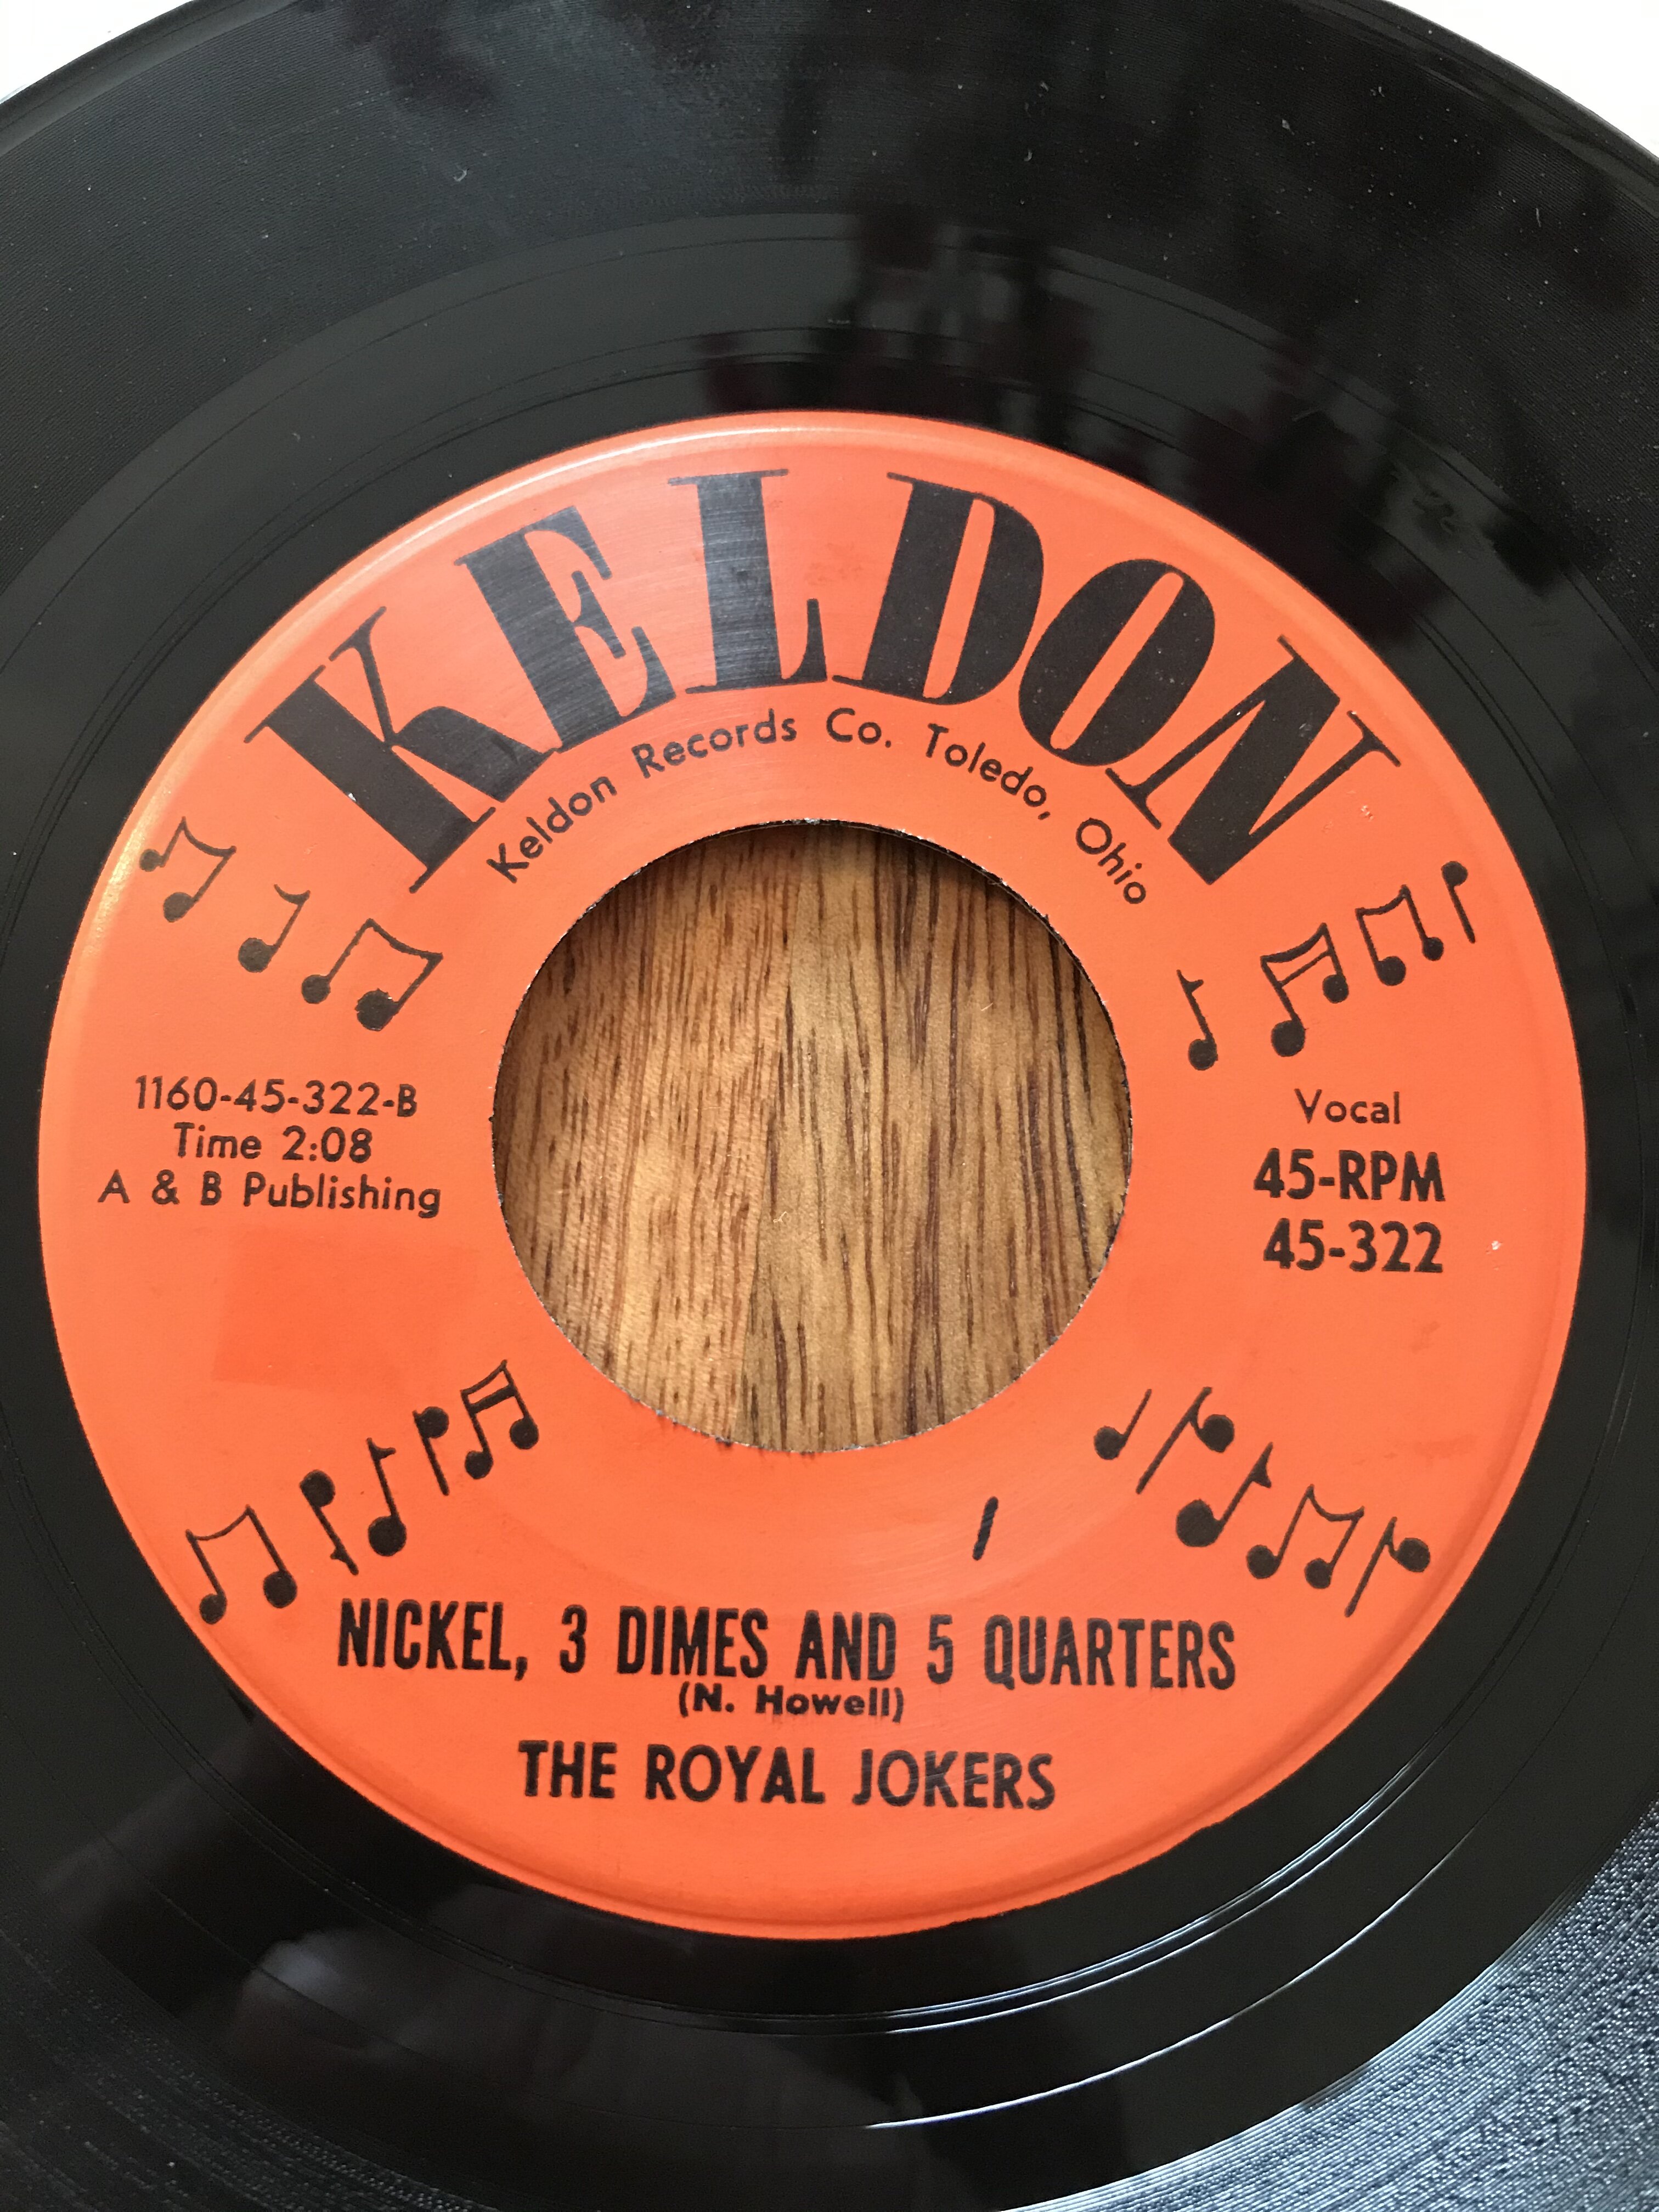 KELDON
Keldon Records Co. Toledo, Ohio
1160-45-322-B
Time 2:08
A & B Publishing
Vocal
45-RPM
45-322
NICKEL, 3 DIMES AND 5 QUARTERS
(N. Howell)
THE ROYAL JOKERS